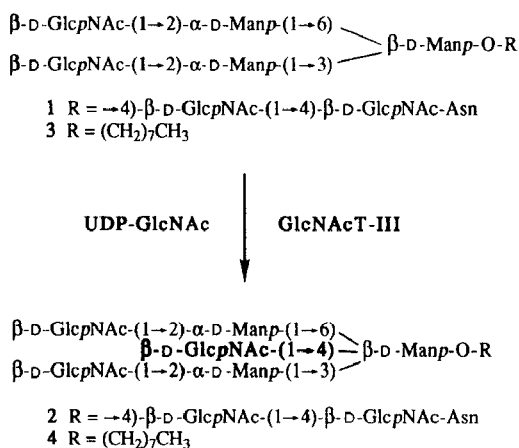 β-D-GlcpNAc-(1→2)-α-D-Manp-(1→6)
β-D-Manp-O-R
β-D-GlcpNAc-(1→2)-α-D-Manp-(1→3)
1 R = →4)-β-D-GlcpNAc-(1→4)-β-D-GlcpNAc-Asn
3 R = (CH₂)₇CH₃
UDP-GlcNAc GlcNAcT-III
β-D-GlcpNAc-(1→2)-α-D-Manp-(1→6)
β-D-GlcpNAc-(1→4) β-D-Manp-O-R
β-D-GlcpNAc-(1→2)-α-D-Manp-(1→3)
2 R = →4)-β-D-GlcpNAc-(1→4)-β-D-GlcpNAc-Asn
4 R = (CH₂)₇CH₃